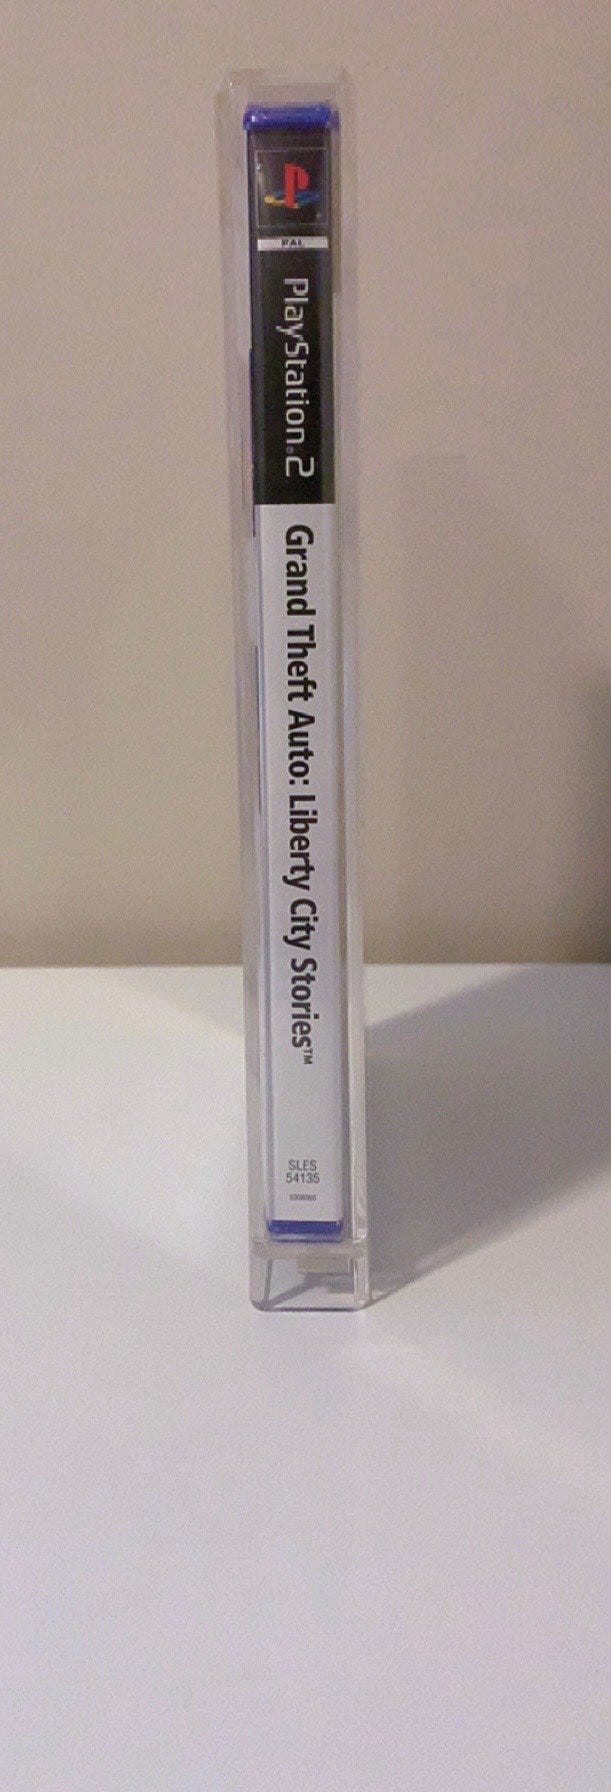 PAL
PlayStation.2
Grand Theft Auto: Liberty City Stories™
SLES
54135